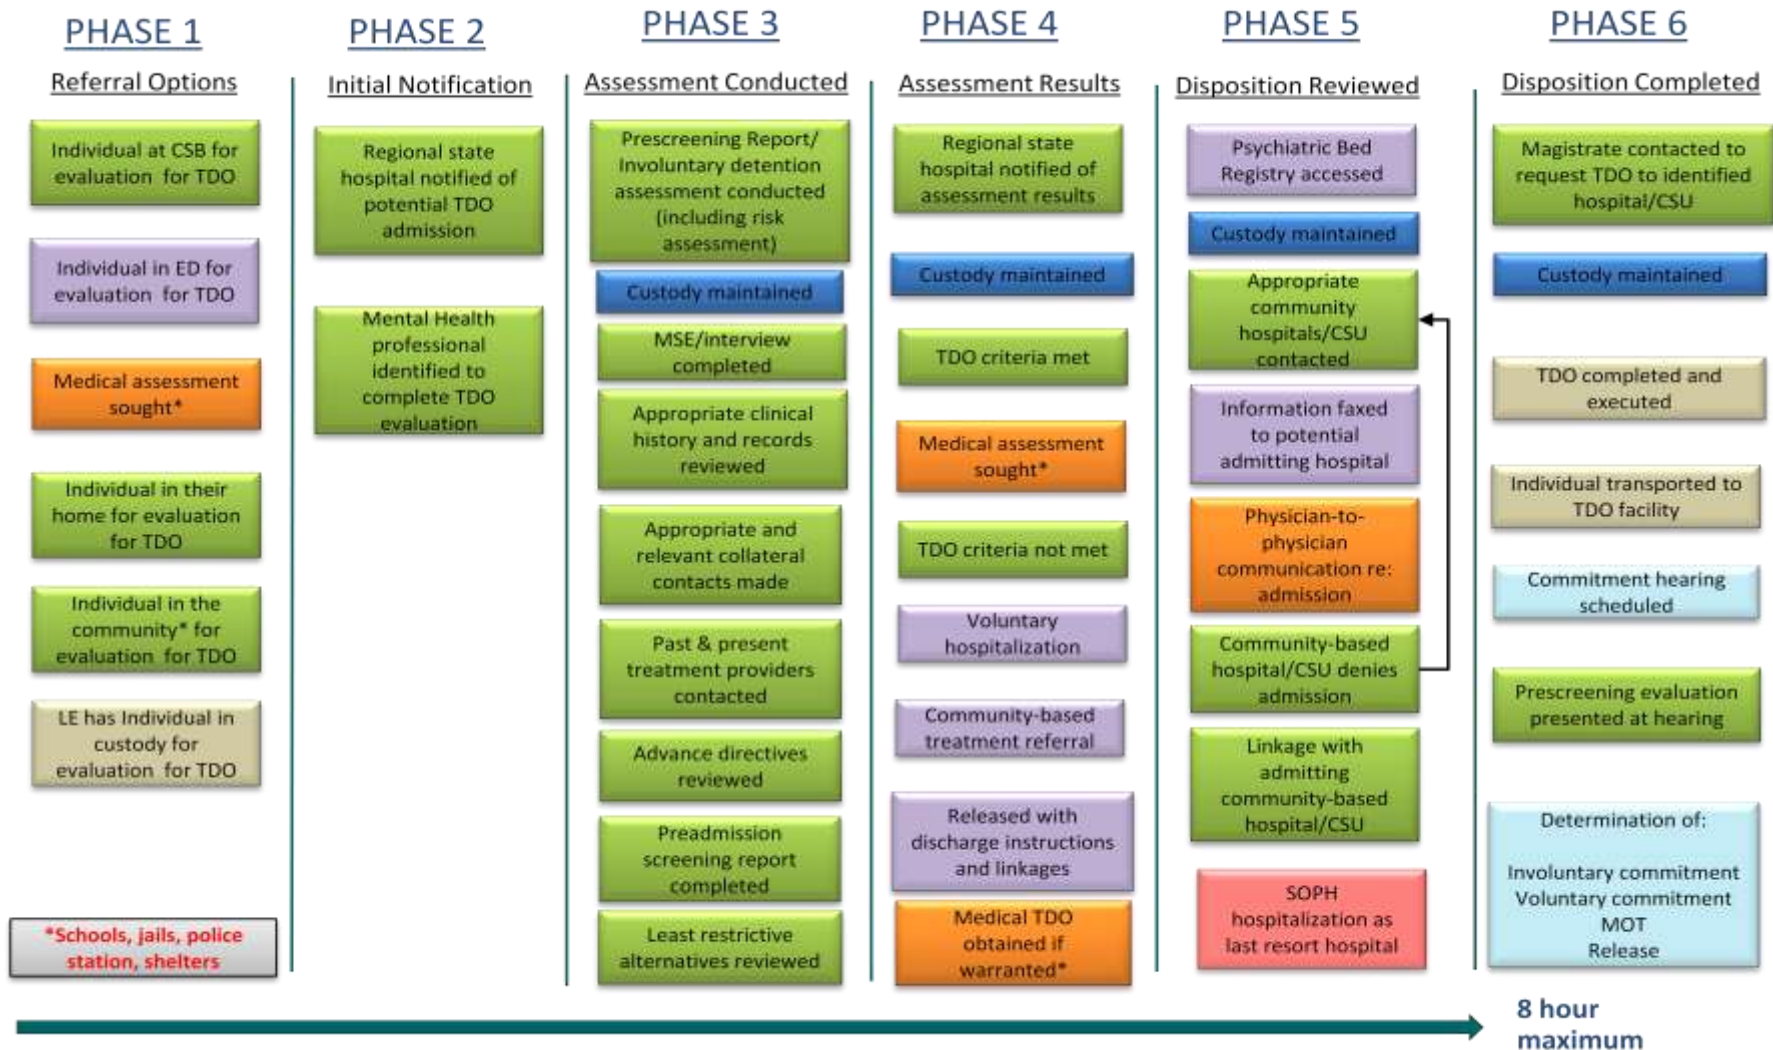 PHASE 1
Referral Options
Individual at CSB for
evaluation for TDO
Individual in ED for
evaluation for TDO
Medical assessment
sought*
Individual in their
home for evaluation
for TDO
Individual in the
community* for
evaluation for TDO
LE has Individual in
custody for
evaluation for TDO
*Schools, jails, police
station, shelters
PHASE 2
Initial Notification
Regional state
hospital notified of
potential TDO
admission
Mental Health
professional
identified to
complete TDO
evaluation
PHASE 3
Assessment Conducted
Prescreening Report/
Involuntary detention
assessment conducted
(including risk
assessment)
Custody maintained
MSE/interview
completed
Appropriate clinical
history and records
reviewed
Appropriate and
relevant collateral
contacts made
Past & present
treatment providers
contacted
Advance directives
reviewed
Preadmission
screening report
completed
Least restrictive
alternatives reviewed
PHASE 4
Assessment Results
Regional state
hospital notified of
assessment results
Custody maintained
TDO criteria met
Medical assessment
sought*
TDO criteria not met
Voluntary
hospitalization
Community-based
treatment referral
Released with
discharge instructions
and linkages
Medical TDO
obtained if
warranted*
PHASE 5
Disposition Reviewed
Psychiatric Bed
Registry accessed
Custody maintained
Appropriate
community
hospitals/CSU
contacted
Information faxed
to potential
admitting hospital
Physician-to-
physician
communication re:
admission
Community-based
hospital/CSU denies
admission
Linkage with
admitting
community-based
hospital/CSU
SOPH
hospitalization as
last resort hospital
PHASE 6
Disposition Completed
Magistrate contacted to
request TDO to identified
hospital/CSU
Custody maintained
TDO completed and
executed
Individual transported to
TDO facility
Commitment hearing
scheduled
Prescreening evaluation
presented at hearing
Determination of:
Involuntary commitment
Voluntary commitment
MOT
Release
8 hour
maximum